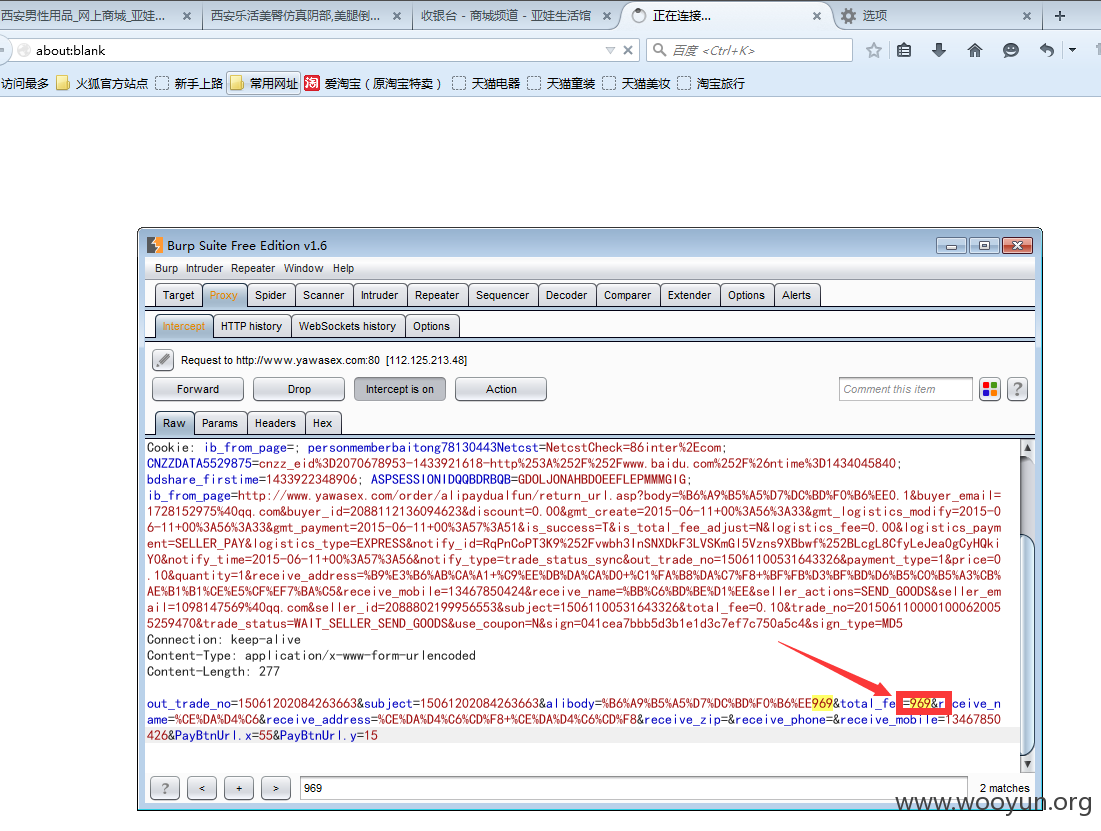 西安男性用品_网上商城_亚娃...
西安乐活美臀仿真阴部,美腿倒...
收银台 - 商城频道 - 亚娃生活馆
正在连接...
选项
about:blank
百度 <Ctrl+K>
访问最多 火狐官方站点 新手上路 常用网址 淘 爱淘宝（原淘宝特卖） 天猫电器 天猫童装 天猫美妆 淘宝旅行
Burp Suite Free Edition v1.6
Burp Intruder Repeater Window Help
Target Proxy Spider Scanner Intruder Repeater Sequencer Decoder Comparer Extender Options Alerts
Intercept HTTP history WebSockets history Options
Request to http://www.yawasex.com:80 [112.125.213.48]
Forward Drop Intercept is on Action Comment this item ?
Raw Params Headers Hex
Cookie: ib_from_page=; personmemberbaitong78130443Netcst=NetcstCheck=86inter%2Ecom;
CNZZDATA5529875=cnzz_eid%3D2070678953-1433921618-http%253A%252F%252Fwww.baidu.com%252F%26ntime%3D1434045840;
bdshare_firstime=1433922348906; ASPSESSIONIDQQBDRBQB=GDOLJONAHBDOEEFLEPMMMGIG;
ib_from_page=http://www.yawasex.com/order/alipaydualfun/return_url.asp?body=%B6%A9%B5%A5%D7%DC%BD%F0%B6%EE0.1&buyer_email=
1728152975%40qq.com&buyer_id=2088112136094623&discount=0.00&gmt_create=2015-06-11+00%3A56%3A33&gmt_logistics_modify=2015-0
6-11+00%3A56%3A33&gmt_payment=2015-06-11+00%3A57%3A51&is_success=T&is_total_fee_adjust=N&logistics_fee=0.00&logistics_paym
ent=SELLER_PAY&logistics_type=EXPRESS&notify_id=RqPnCoPT3K9%252Fvwbh3InSNXDkF3LVSKmGl5Vzns9XBbwf%252BLcgL8CfyLeJea0gCyHQki
Y0&notify_time=2015-06-11+00%3A57%3A56&notify_type=trade_status_sync&out_trade_no=15061100531643326&payment_type=1&price=0
.10&quantity=1&receive_address=%B9%E3%B6%AB%CA%A1+%C9%EE%DB%DA%CA%D0+%C1%FA%B8%DA%C7%F8+%BF%FB%D3%BF%BD%D6%B5%C0%B5%A3%CB%
AE%B1%B1%CE%E5%CF%EF7%BA%C5&receive_mobile=13467850424&receive_name=%BB%C6%BD%BE%D1%EE&seller_actions=SEND_GOODS&seller_em
ail=1098147569%40qq.com&seller_id=2088802199956553&subject=15061100531643326&total_fee=0.10&trade_no=201506110000100062005
5259470&trade_status=WAIT_SELLER_SEND_GOODS&use_coupon=N&sign=041cea7bbb5d3b1e1d3c7ef7c750a5c4&sign_type=MD5
Connection: keep-alive
Content-Type: application/x-www-form-urlencoded
Content-Length: 277
out_trade_no=15061202084263663&subject=15061202084263663&alibody=%B6%A9%B5%A5%D7%DC%BD%F0%B6%EE969&total_fee=969&receive_n
ame=%CE%DA%D4%C6&receive_address=%CE%DA%D4%C6%CD%F8+%CE%DA%D4%C6%CD%F8&receive_zip=&receive_phone=&receive_mobile=13467850
426&PayBtnUrl.x=55&PayBtnUrl.y=15
? < + > 969 2 matches
www.wooyun.org